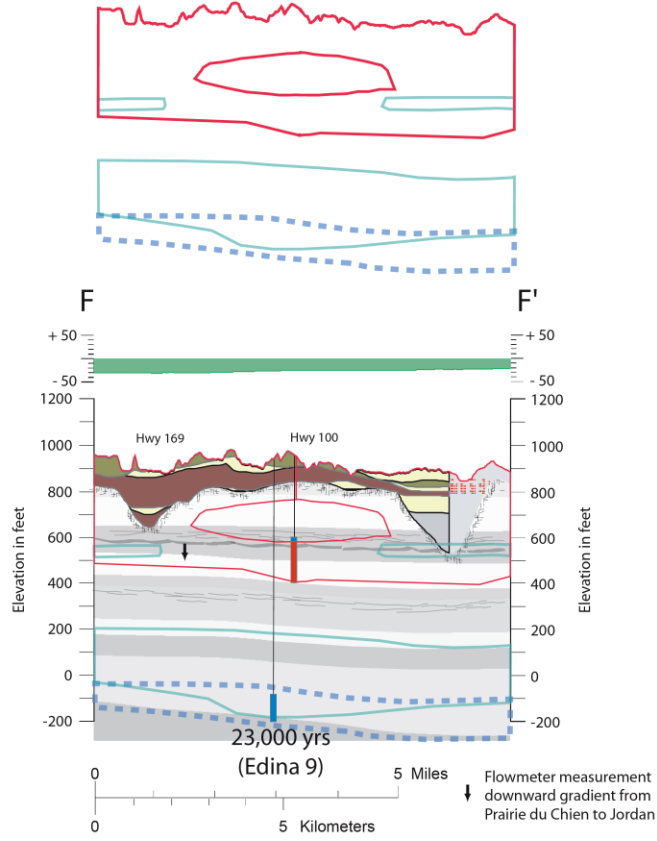 F F'
+ 50 + 50
- 50 - 50
1200 1200
1000 Hwy 169 Hwy 100 1000
800 800
600 600
400 400
200 200
0 0
-200 -200
Elevation in feet Elevation in feet
23,000 yrs
(Edina 9)
0 5 Miles
0 5 Kilometers
Flowmeter measurement
downward gradient from
Prairie du Chien to Jordan